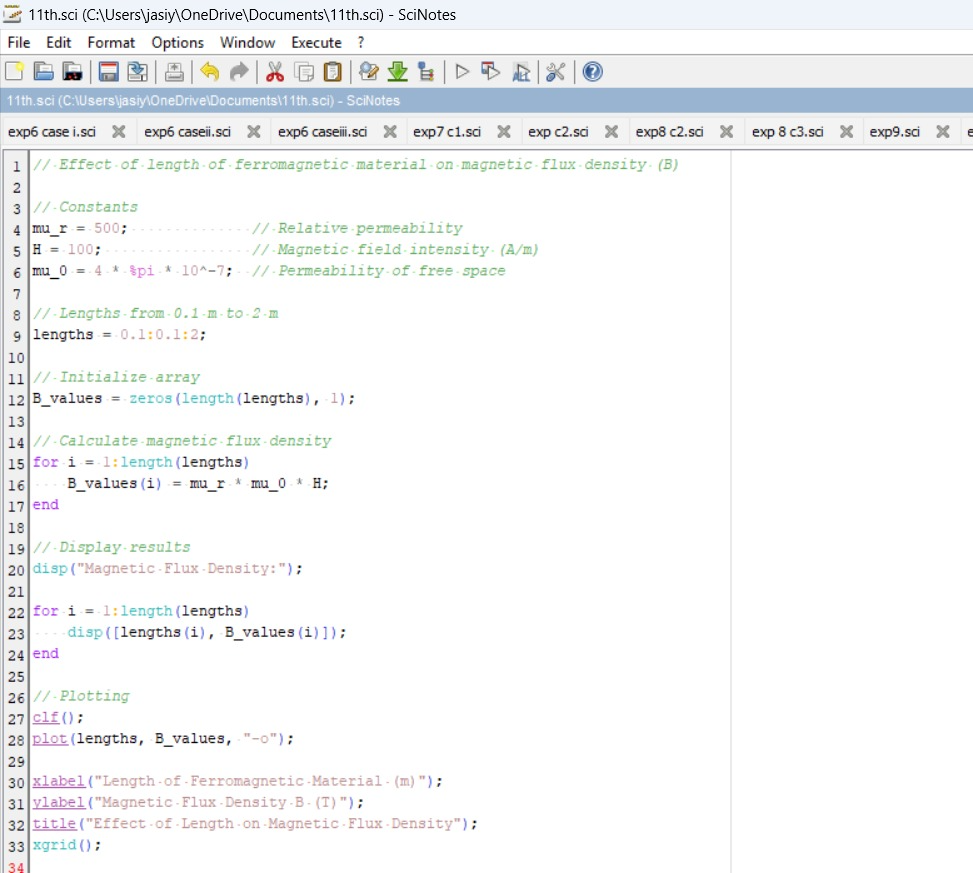 11th.sci (C:\Users\jasiy\OneDrive\Documents\11th.sci) - SciNotes
File Edit Format Options Window Execute ?
11th.sci (C:\Users\jasiy\OneDrive\Documents\11th.sci) - SciNotes
exp6 case i.sci exp6 caseii.sci exp6 caseiii.sci exp7 c1.sci exp c2.sci exp8 c2.sci exp 8 c3.sci exp9.sci e
1 // Effect of length of ferromagnetic material on magnetic flux density (B)
2
3 // Constants
4 mu_r = 500;              // Relative permeability
5 H = 100;                 // Magnetic field intensity (A/m)
6 mu_0 = 4 * %pi * 10^-7;  // Permeability of free space
7
8 // Lengths from 0.1 m to 2 m
9 lengths = 0.1:0.1:2;
10
11 // Initialize array
12 B_values = zeros(length(lengths), 1);
13
14 // Calculate magnetic flux density
15 for i = 1:length(lengths)
16     B_values(i) = mu_r * mu_0 * H;
17 end
18
19 // Display results
20 disp("Magnetic Flux Density:");
21
22 for i = 1:length(lengths)
23     disp([lengths(i), B_values(i)]);
24 end
25
26 // Plotting
27 clf();
28 plot(lengths, B_values, "-o");
29
30 xlabel("Length of Ferromagnetic Material (m)");
31 ylabel("Magnetic Flux Density B (T)");
32 title("Effect of Length on Magnetic Flux Density");
33 xgrid();
34